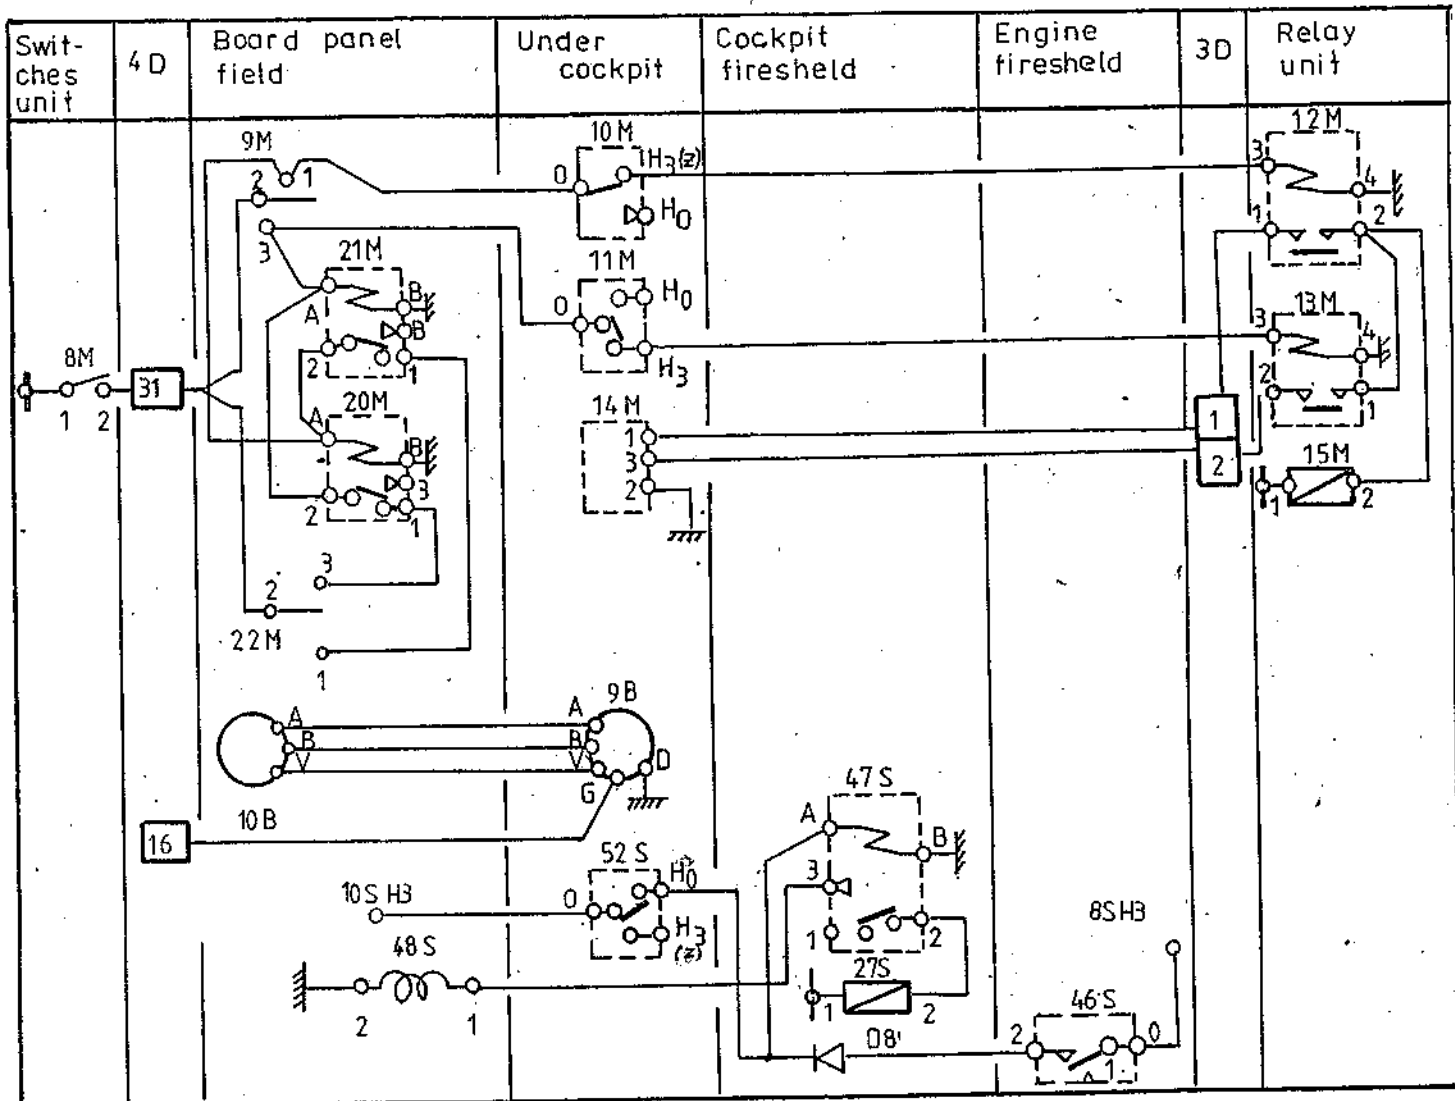 Swit-
ches
unit
4D
Board panel
field
Under
cockpit
Cockpit
firesheld
Engine
firesheld
3D
Relay
unit
9M
2
1
3
10M
0
H3(z)
H0
12M
3
4
1
2
21M
A
B
B
2
1
11M
0
H0
H3
13M
3
4
2
1
8M
1
2
31
20M
A
B
3
2
1
14M
1
3
2
1
2
15M
1
2
3
2
22M
1
A
B
V
10B
9B
A
B
V
G
D
16
47S
A
B
3
1
2
52S
0
H0
H3
(z)
10S H3
48S
2
1
27S
1
2
8SH3
46S
2
1
0